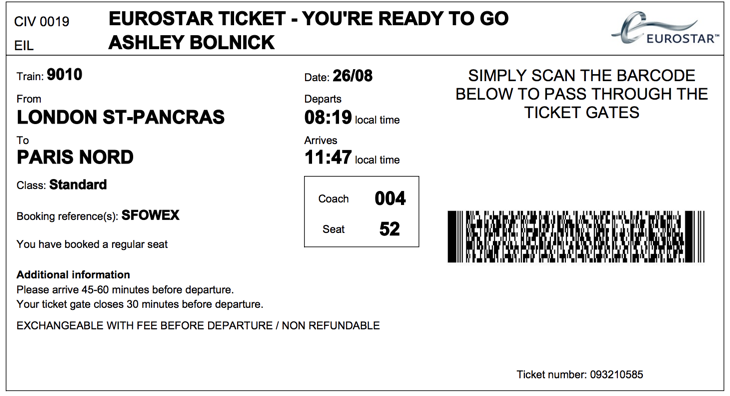 CIV 0019
EIL
EUROSTAR TICKET - YOU'RE READY TO GO
ASHLEY BOLNICK
EUROSTAR™
Train: 9010
Date: 26/08
From
LONDON ST-PANCRAS
Departs
08:19 local time
To
PARIS NORD
Arrives
11:47 local time
Class: Standard
Coach 004
Seat 52
Booking reference(s): SFOWEX
You have booked a regular seat
Additional information
Please arrive 45-60 minutes before departure.
Your ticket gate closes 30 minutes before departure.
EXCHANGEABLE WITH FEE BEFORE DEPARTURE / NON REFUNDABLE
SIMPLY SCAN THE BARCODE
BELOW TO PASS THROUGH THE
TICKET GATES
Ticket number: 093210585